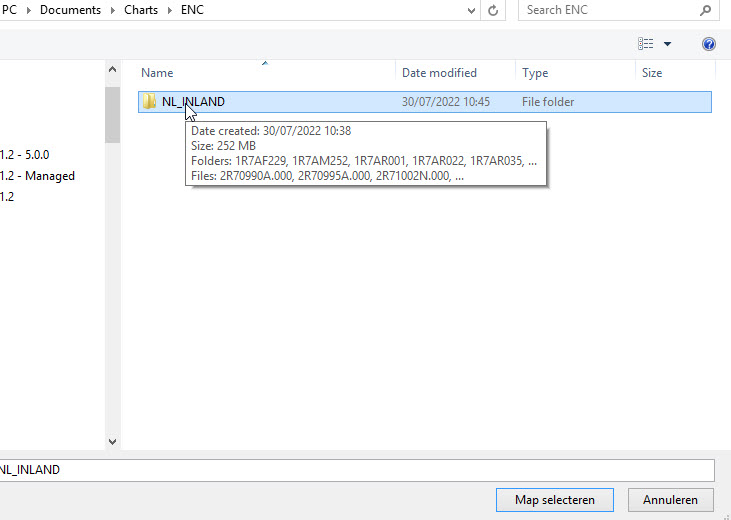 PC Documents Charts ENC Search ENC
Name Date modified Type Size
NL_INLAND 30/07/2022 10:45 File folder
Date created: 30/07/2022 10:38
Size: 252 MB
Folders: 1R7AF229, 1R7AM252, 1R7AR001, 1R7AR022, 1R7AR035, ...
Files: 2R70990A.000, 2R70995A.000, 2R71002N.000, ...
1.2 - 5.0.0
1.2 - Managed
1.2
NL_INLAND
Map selecteren Annuleren